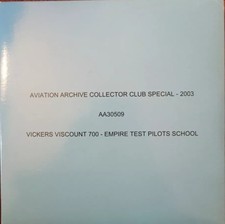 AVIATION ARCHIVE COLLECTOR CLUB SPECIAL - 2003
AA30509
VICKERS VISCOUNT 700 - EMPIRE TEST PILOTS SCHOOL